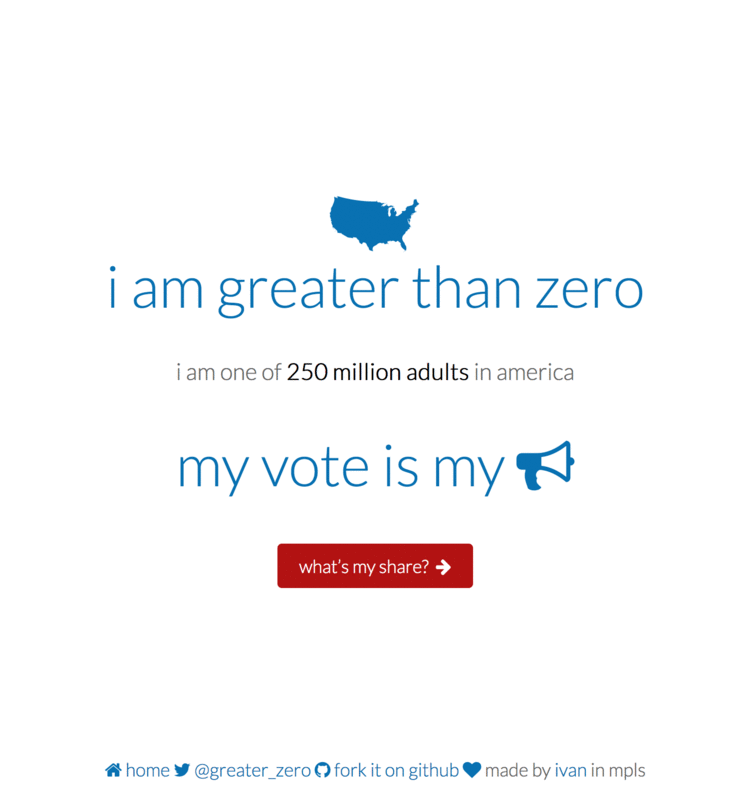 i am greater than zero
i am one of 250 million adults in america
my vote is my
what's my share?
home @greater_zero fork it on github made by ivan in mpls